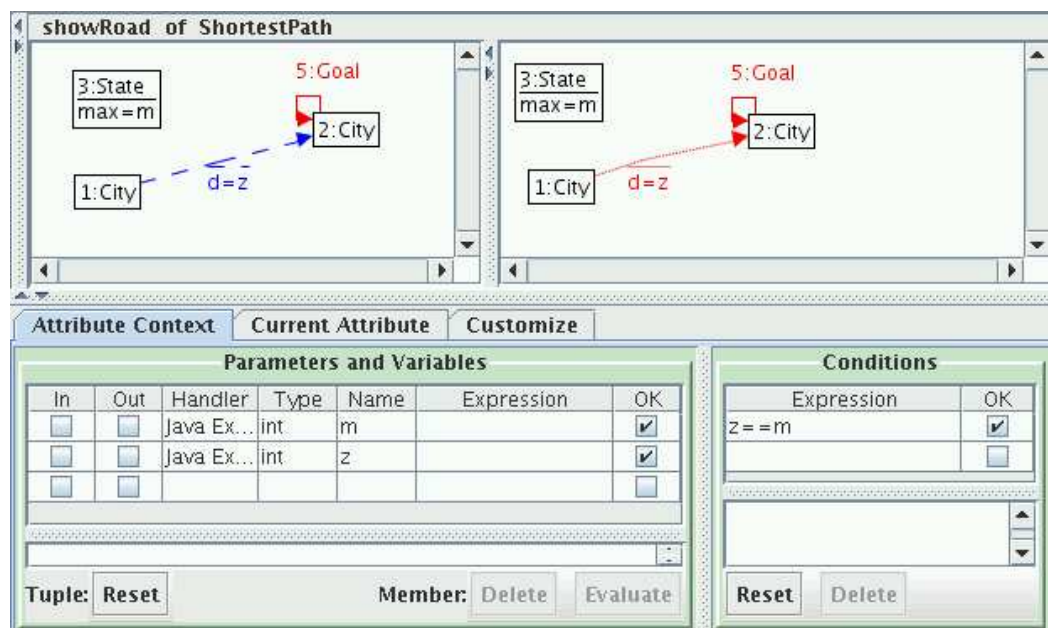 showRoad of ShortestPath
3:State
max=m
5:Goal
2:City
1:City
d=z
3:State
max=m
5:Goal
2:City
1:City
d=z
Attribute Context Current Attribute Customize
Parameters and Variables
In Out Handler Type Name Expression OK
Java Ex... int m
Java Ex... int z
Tuple: Reset Member: Delete Evaluate
Conditions
Expression OK
z==m
Reset Delete